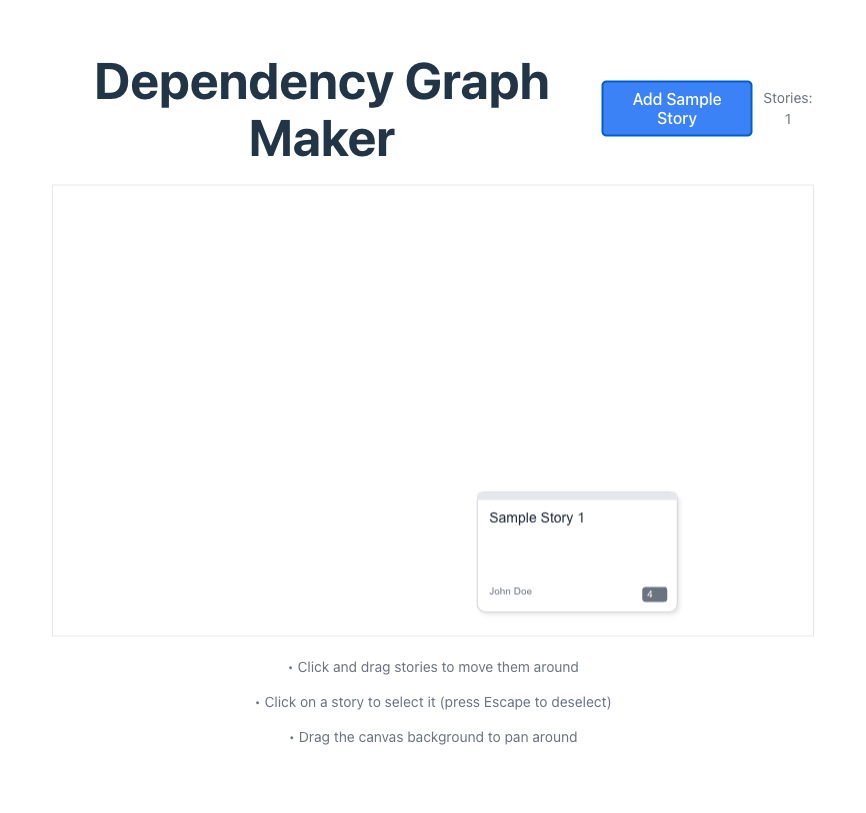 Dependency Graph
Maker
Add Sample
Story
Stories:
1
Sample Story 1
John Doe
4
• Click and drag stories to move them around
• Click on a story to select it (press Escape to deselect)
• Drag the canvas background to pan around